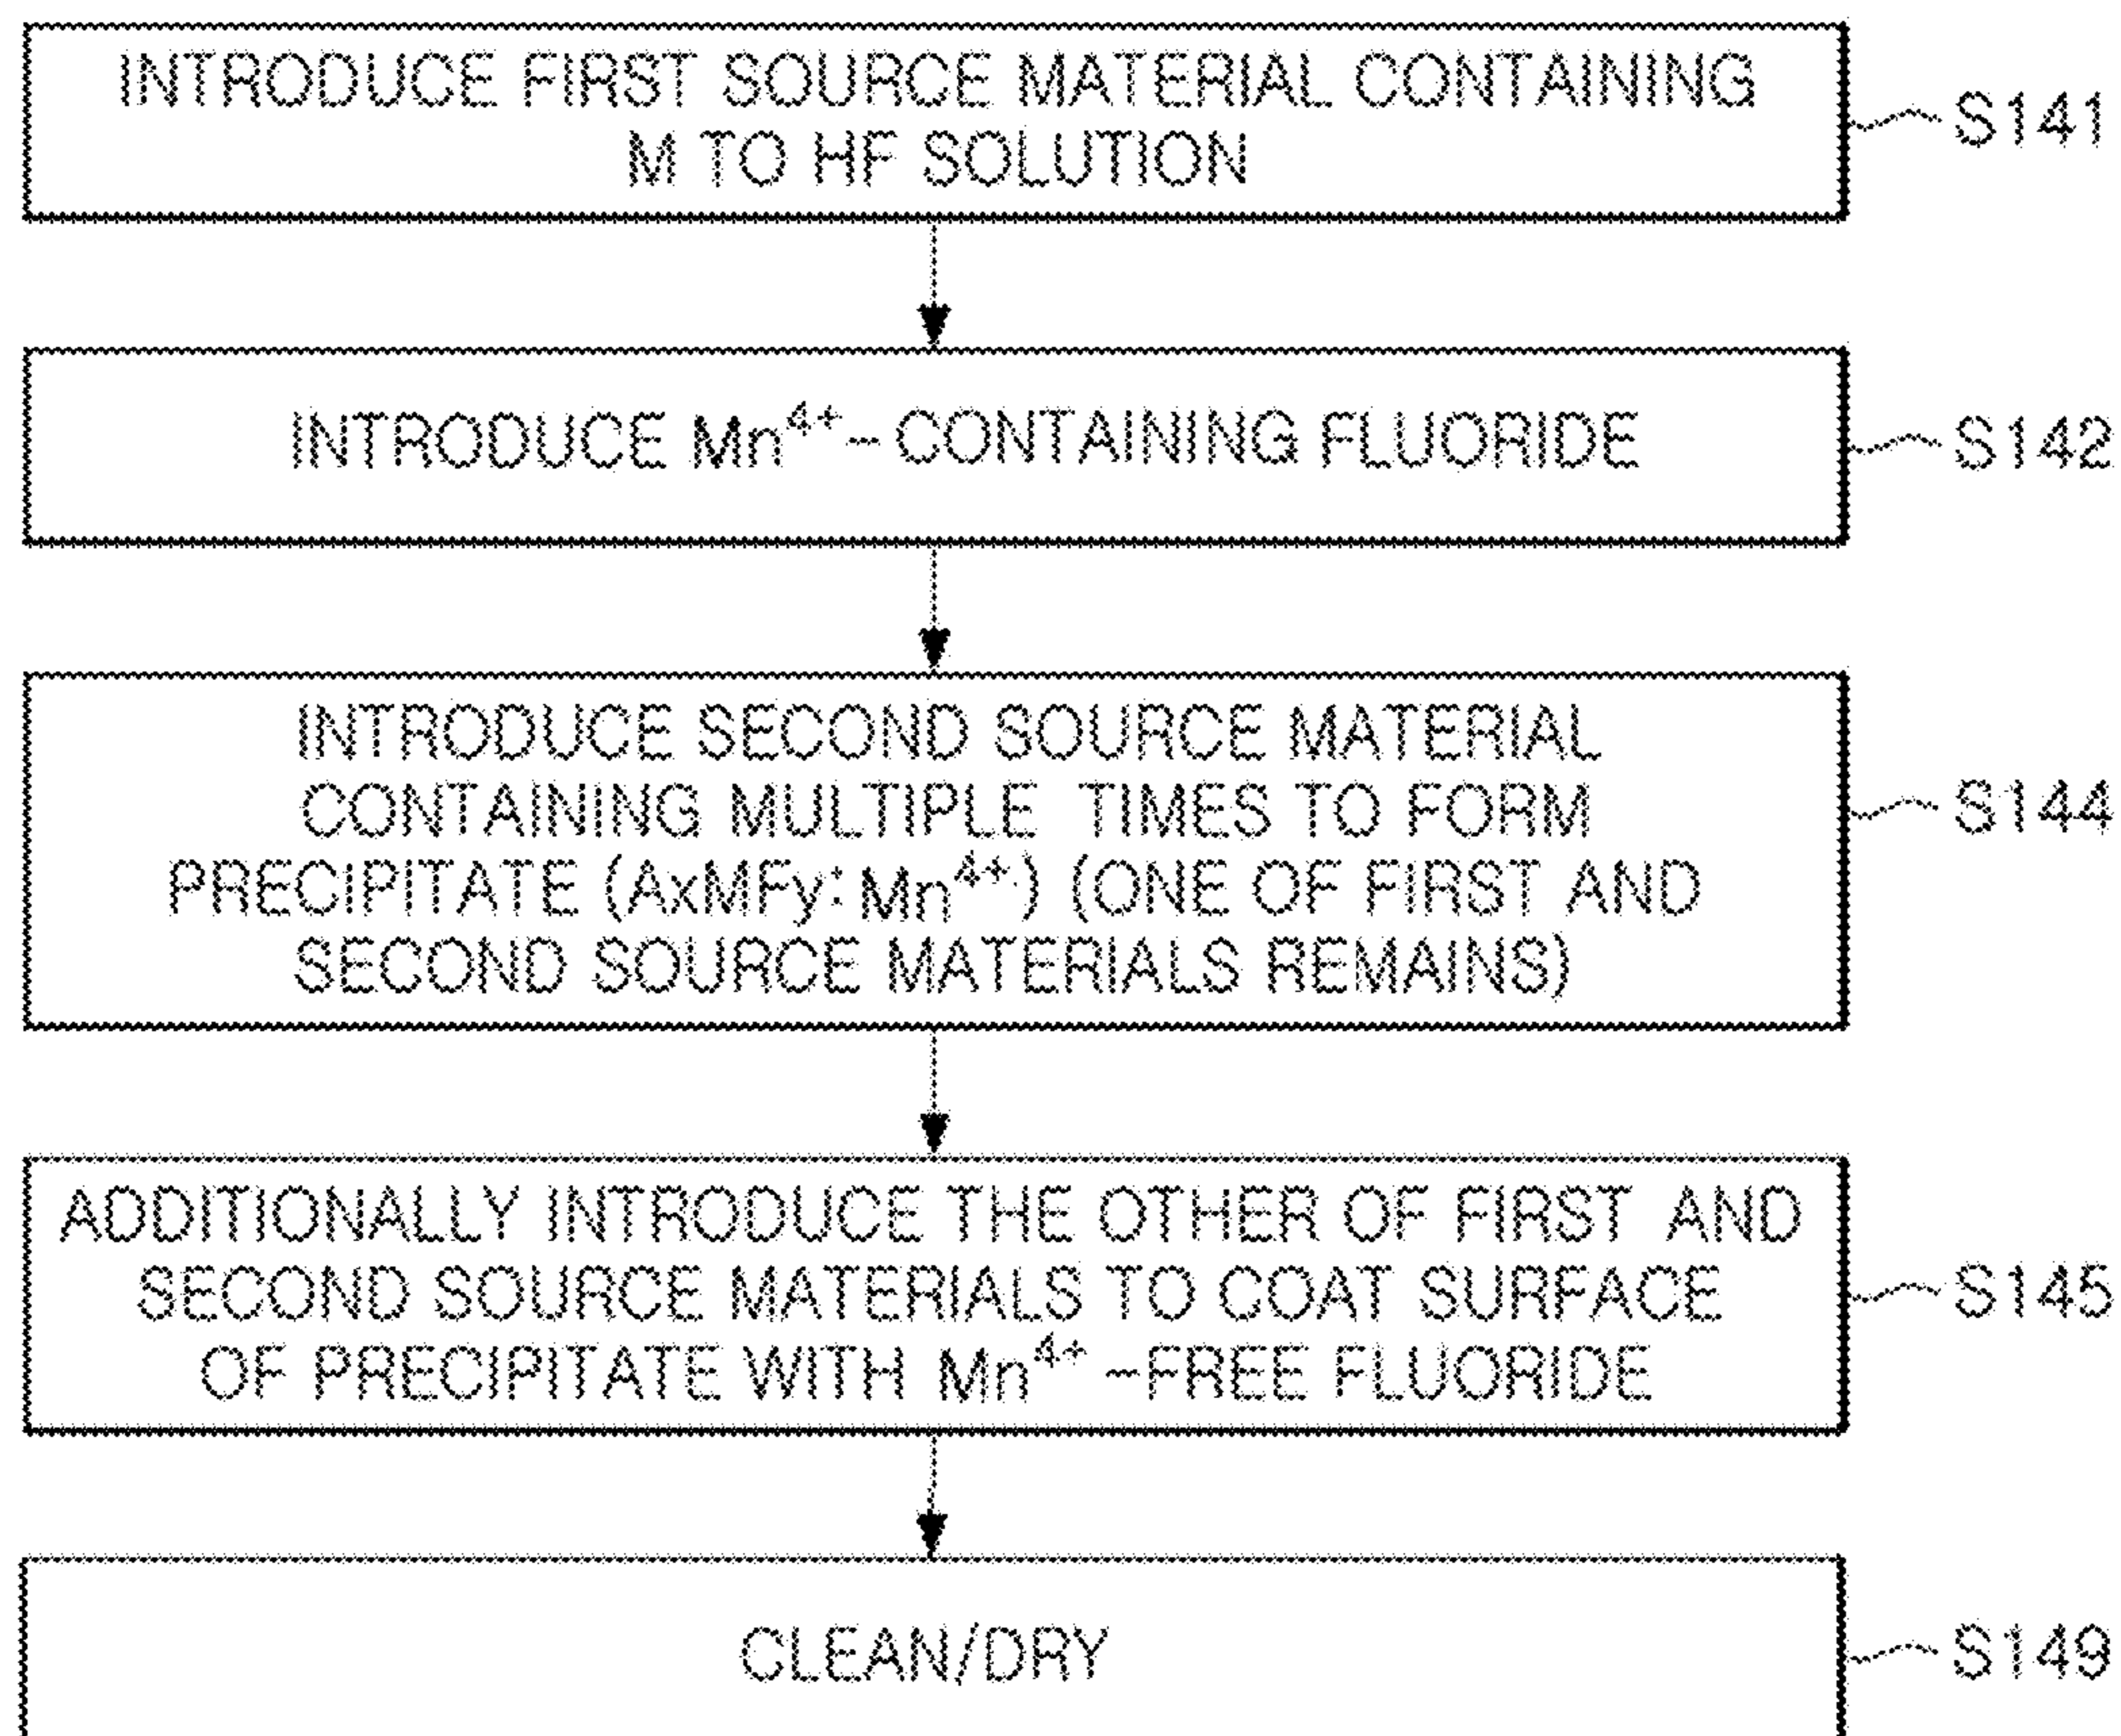 INTRODUCE FIRST SOURCE MATERIAL CONTAINING
M TO HF SOLUTION
S141
INTRODUCE Mn⁴⁺-CONTAINING FLUORIDE
S142
INTRODUCE SECOND SOURCE MATERIAL
CONTAINING MULTIPLE TIMES TO FORM
PRECIPITATE (AxMFy:Mn⁴⁺) (ONE OF FIRST AND
SECOND SOURCE MATERIALS REMAINS)
S144
ADDITIONALLY INTRODUCE THE OTHER OF FIRST AND
SECOND SOURCE MATERIALS TO COAT SURFACE
OF PRECIPITATE WITH Mn⁴⁺-FREE FLUORIDE
S145
CLEAN/DRY
S149